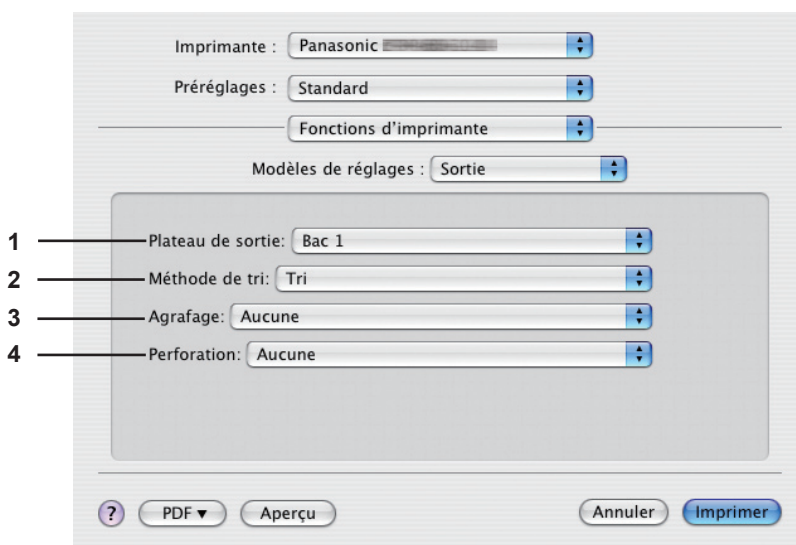 Imprimante : Panasonic
Préréglages : Standard
Fonctions d'imprimante
Modèles de réglages : Sortie
1 Plateau de sortie: Bac 1
2 Méthode de tri: Tri
3 Agrafage: Aucune
4 Perforation: Aucune
? PDF ▼ Aperçu Annuler Imprimer